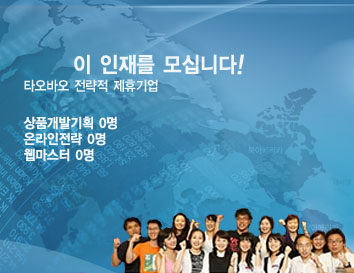 이 인재를 모십니다!
타오바오 전략적 제휴기업
상품개발기획 0명
온라인전략 0명
웹마스터 0명